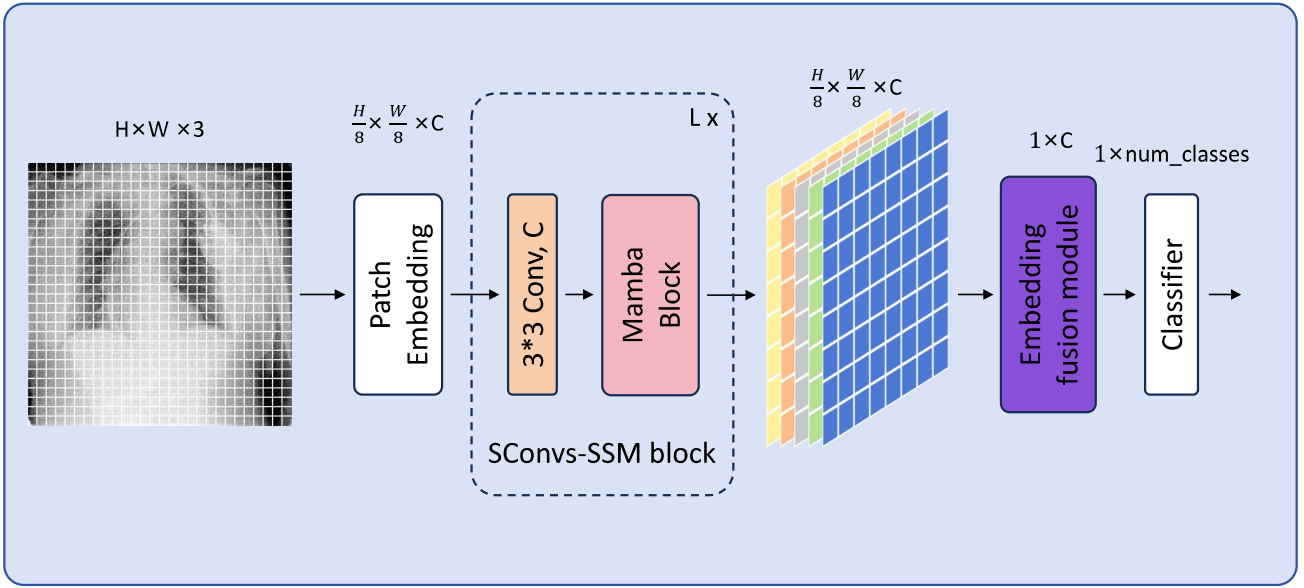 H×W ×3
H/8 × W/8 ×C
L x
H/8 × W/8 ×C
1×C
1×num_classes
Patch
Embedding
3*3 Conv, C
Mamba
Block
SConvs-SSM block
Embedding
fusion module
Classifier